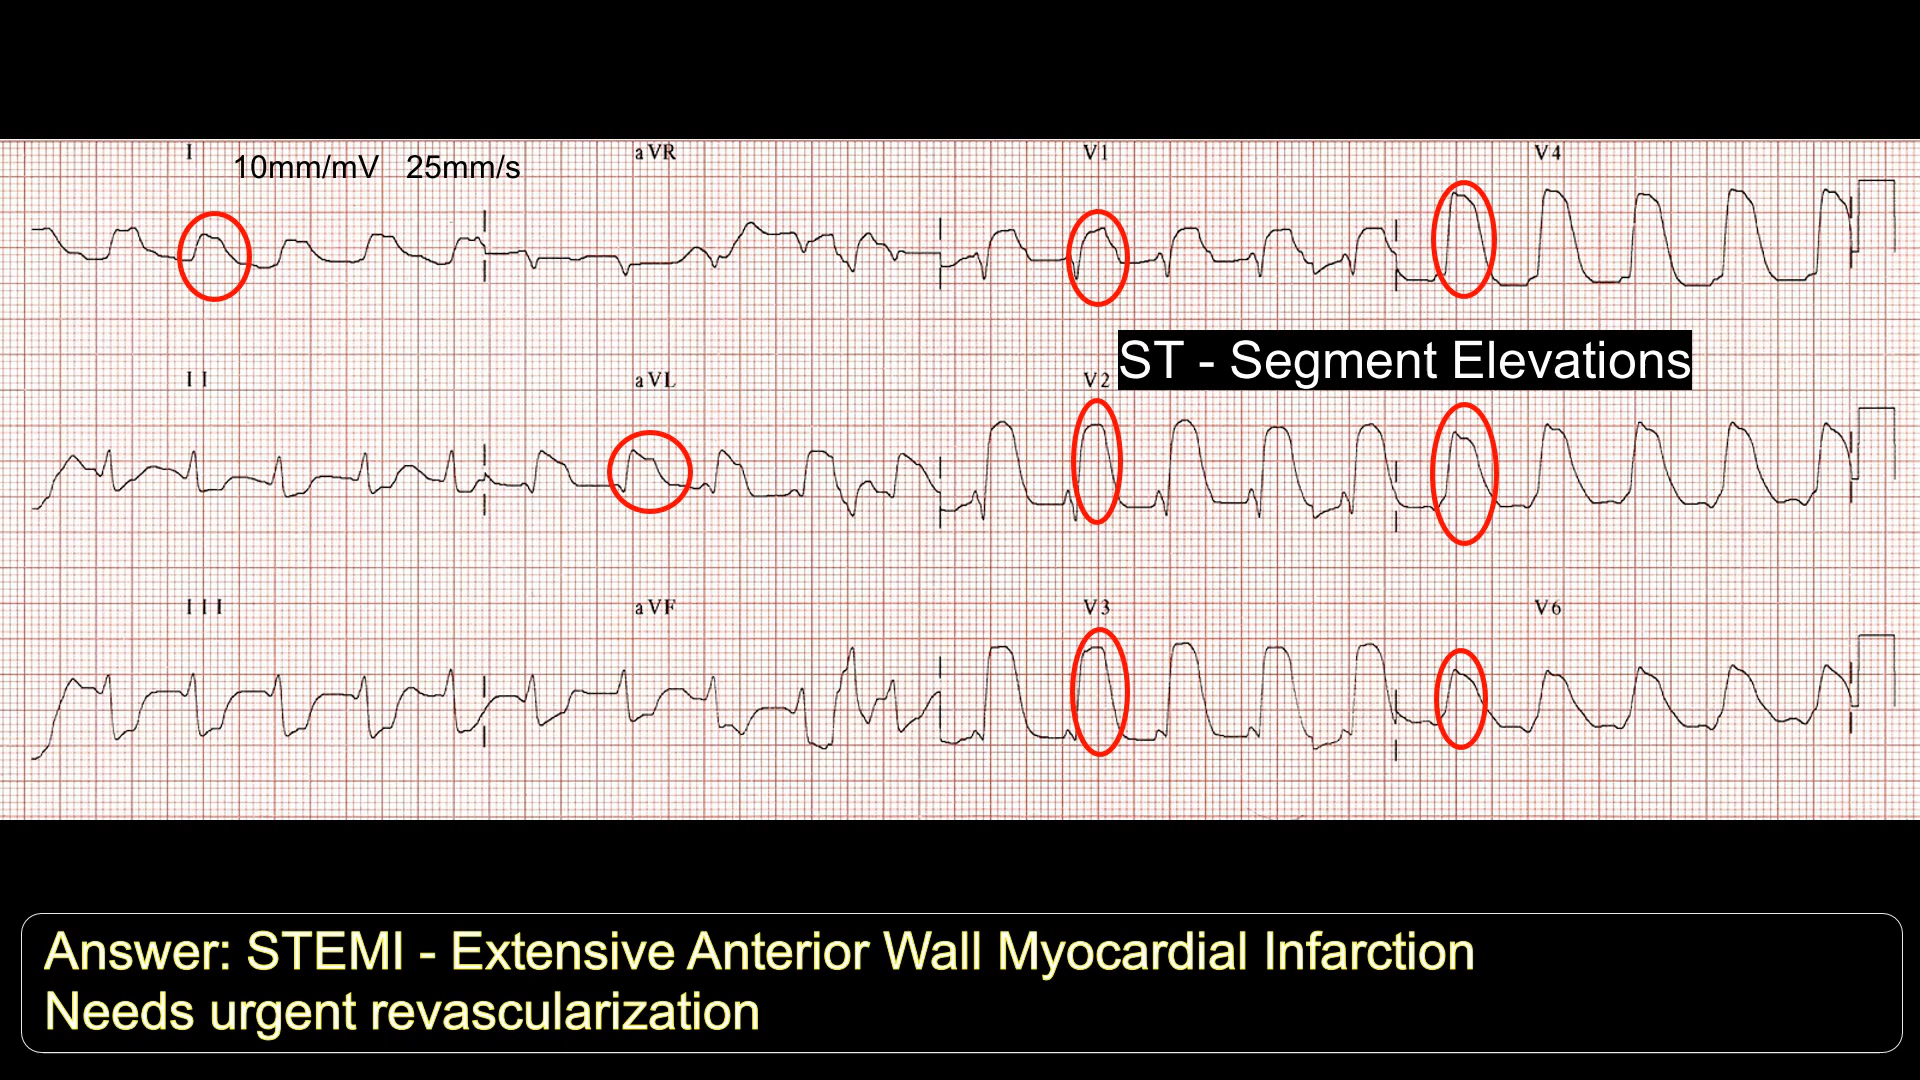 I
10mm/mV 25mm/s
aVR
V1
V4
ST - Segment Elevations
II
aVL
V2
III
aVF
V3
V6
Answer: STEMI - Extensive Anterior Wall Myocardial Infarction
Needs urgent revascularization